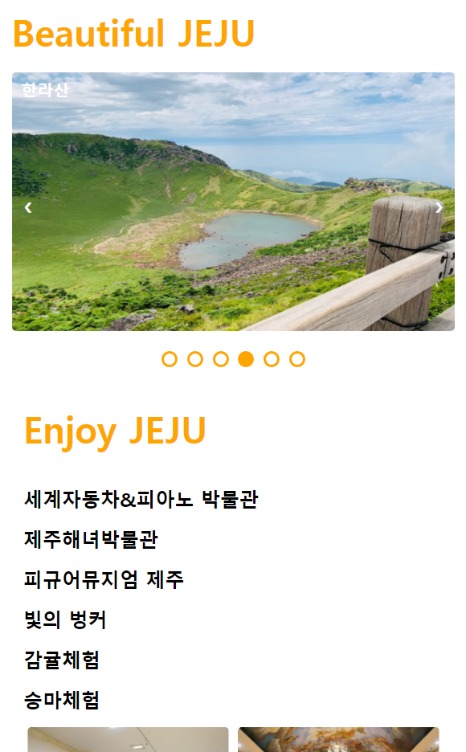 Beautiful JEJU
한라산
Enjoy JEJU
세계자동차&피아노 박물관
제주해녀박물관
피규어뮤지엄 제주
빛의 벙커
감귤체험
승마체험